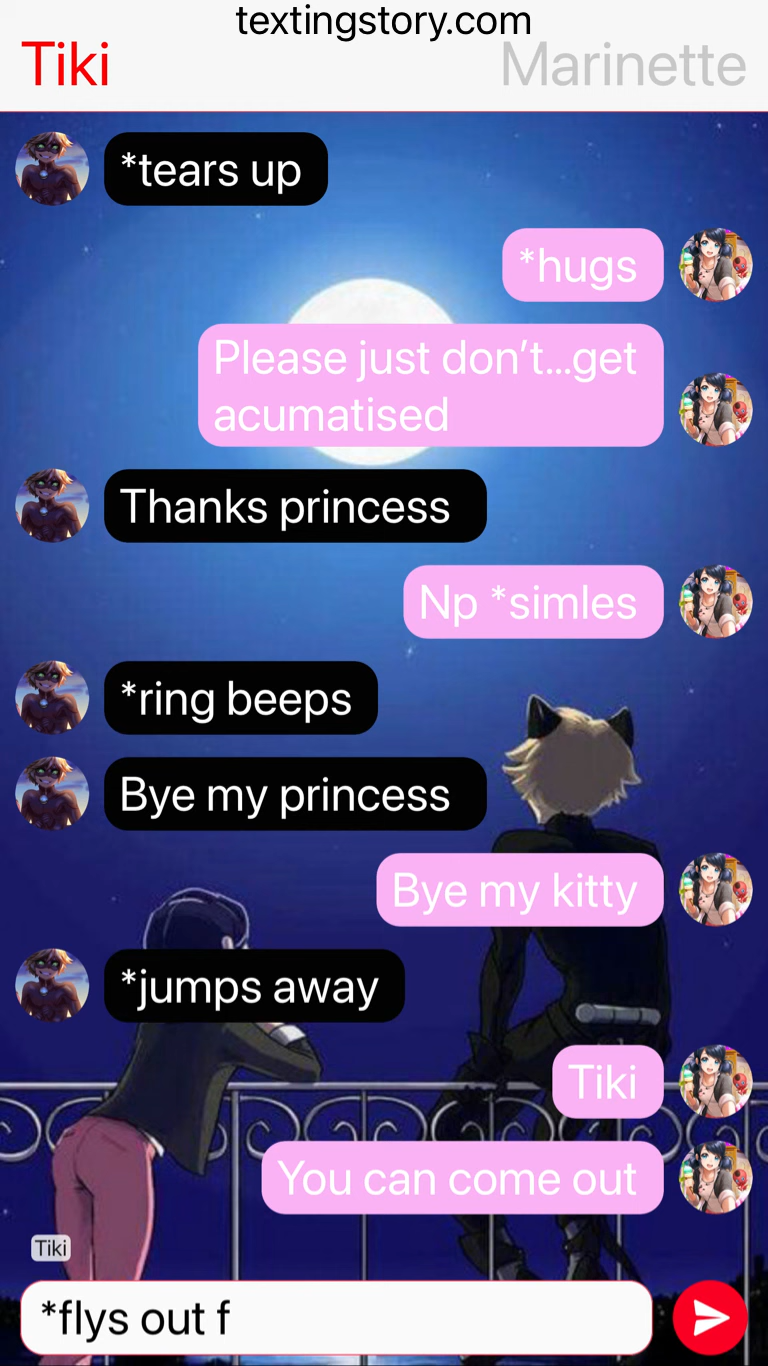 textingstory.com
Tiki
Marinette
*tears up
*hugs
Please just don’t...get
acumatised
Thanks princess
Np *simles
*ring beeps
Bye my princess
Bye my kitty
*jumps away
Tiki
You can come out
Tiki
*flys out f